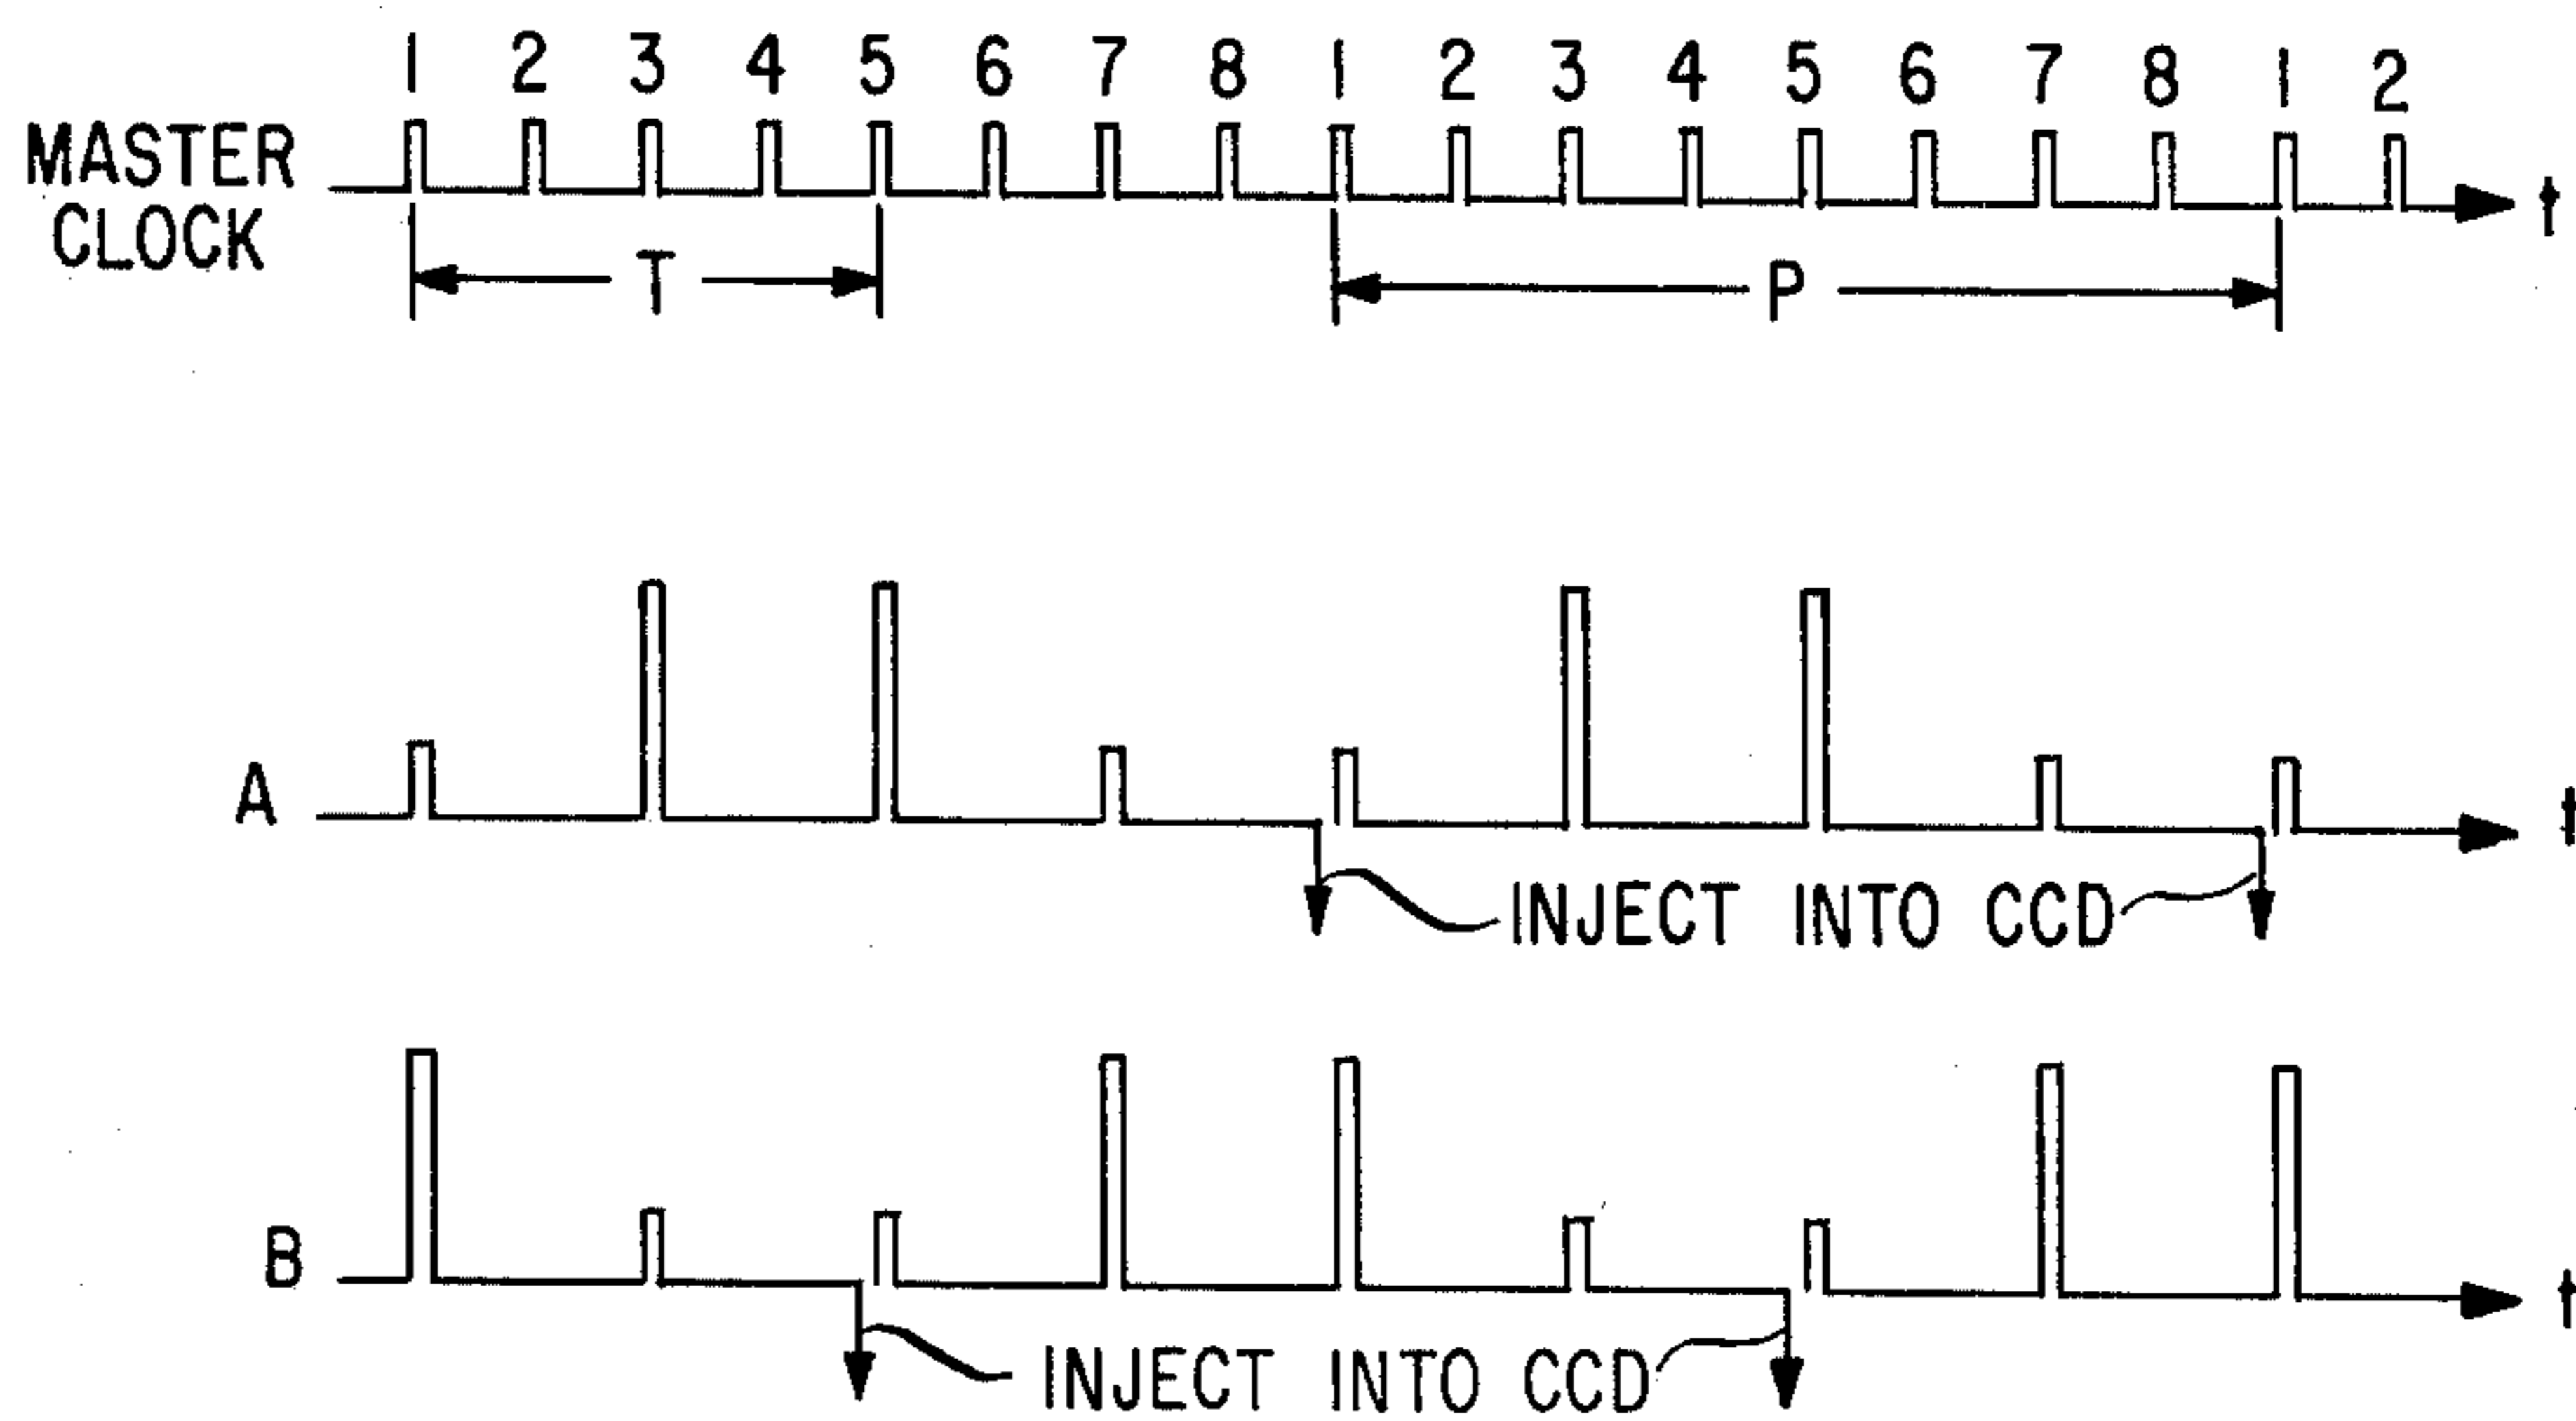 1 2 3 4 5 6 7 8 1 2 3 4 5 6 7 8 1 2
MASTER
CLOCK
t
T
P
A
t
INJECT INTO CCD
B
t
INJECT INTO CCD